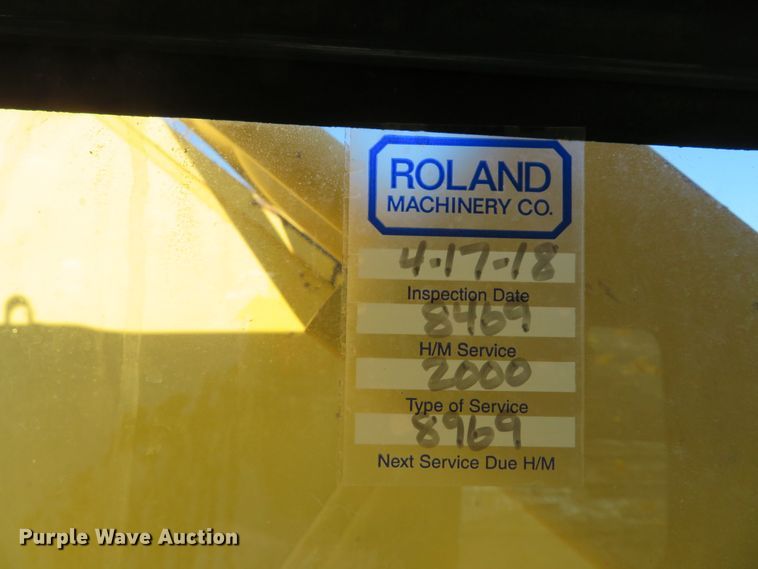 ROLAND
MACHINERY CO.
4-17-18
Inspection Date
8469
H/M Service
2000
Type of Service
8969
Next Service Due H/M
Purple Wave Auction